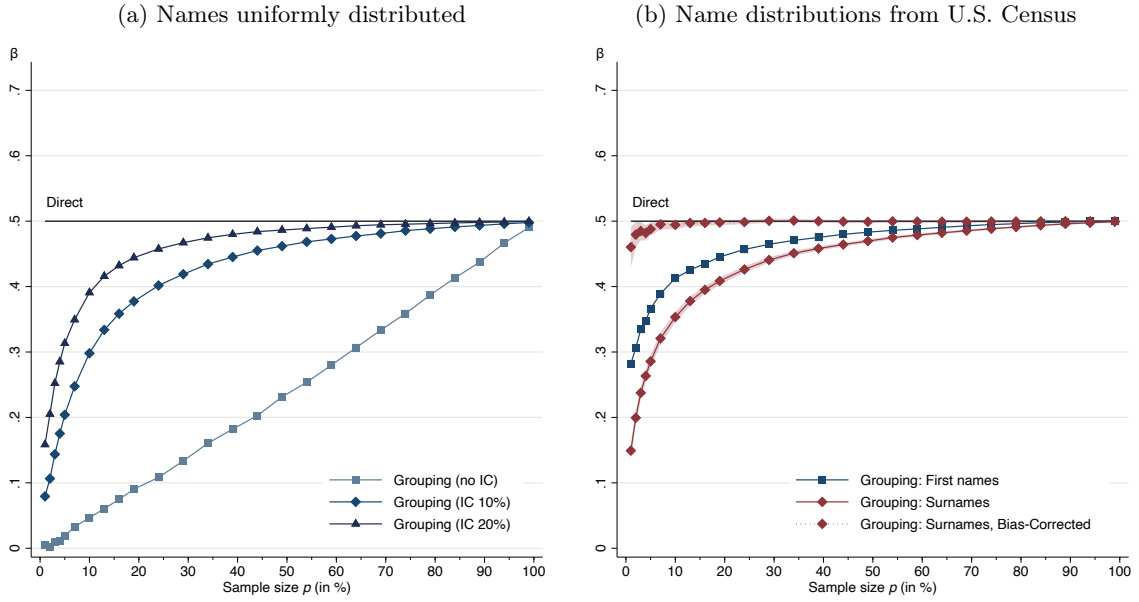 (a) Names uniformly distributed
β
.7
.6
.5
.4
.3
.2
.1
0
Direct
Grouping (no IC)
Grouping (IC 10%)
Grouping (IC 20%)
0 10 20 30 40 50 60 70 80 90 100
Sample size p (in %)
(b) Name distributions from U.S. Census
β
.7
.6
.5
.4
.3
.2
.1
0
Direct
Grouping: First names
Grouping: Surnames
Grouping: Surnames, Bias-Corrected
0 10 20 30 40 50 60 70 80 90 100
Sample size p (in %)